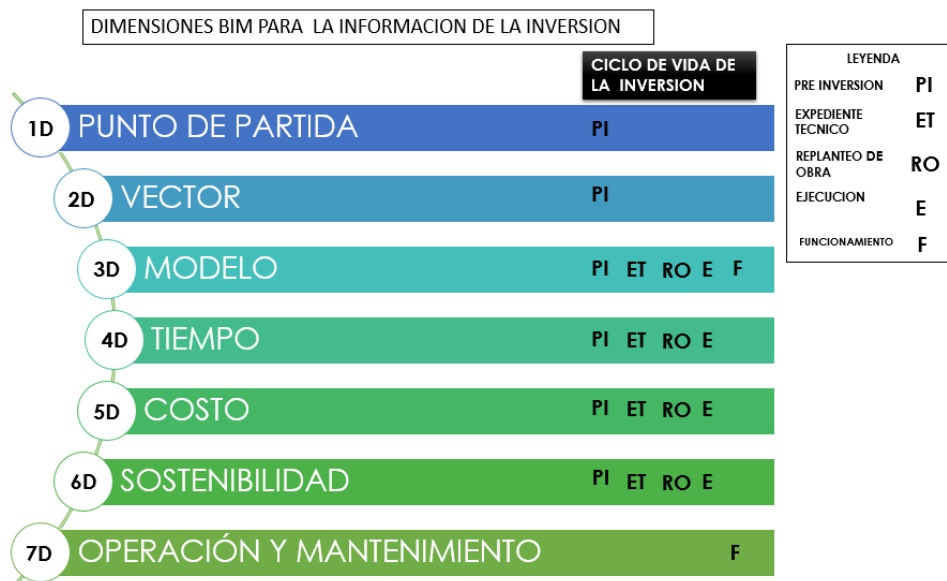 DIMENSIONES BIM PARA LA INFORMACION DE LA INVERSION
CICLO DE VIDA DE
LA INVERSION
1D PUNTO DE PARTIDA PI
2D VECTOR PI
3D MODELO PI ET RO E F
4D TIEMPO PI ET RO E
5D COSTO PI ET RO E
6D SOSTENIBILIDAD PI ET RO E
7D OPERACIÓN Y MANTENIMIENTO F
LEYENDA
PRE INVERSION PI
EXPEDIENTE
TECNICO ET
REPLANTEO DE
OBRA RO
EJECUCION E
FUNCIONAMIENTO F